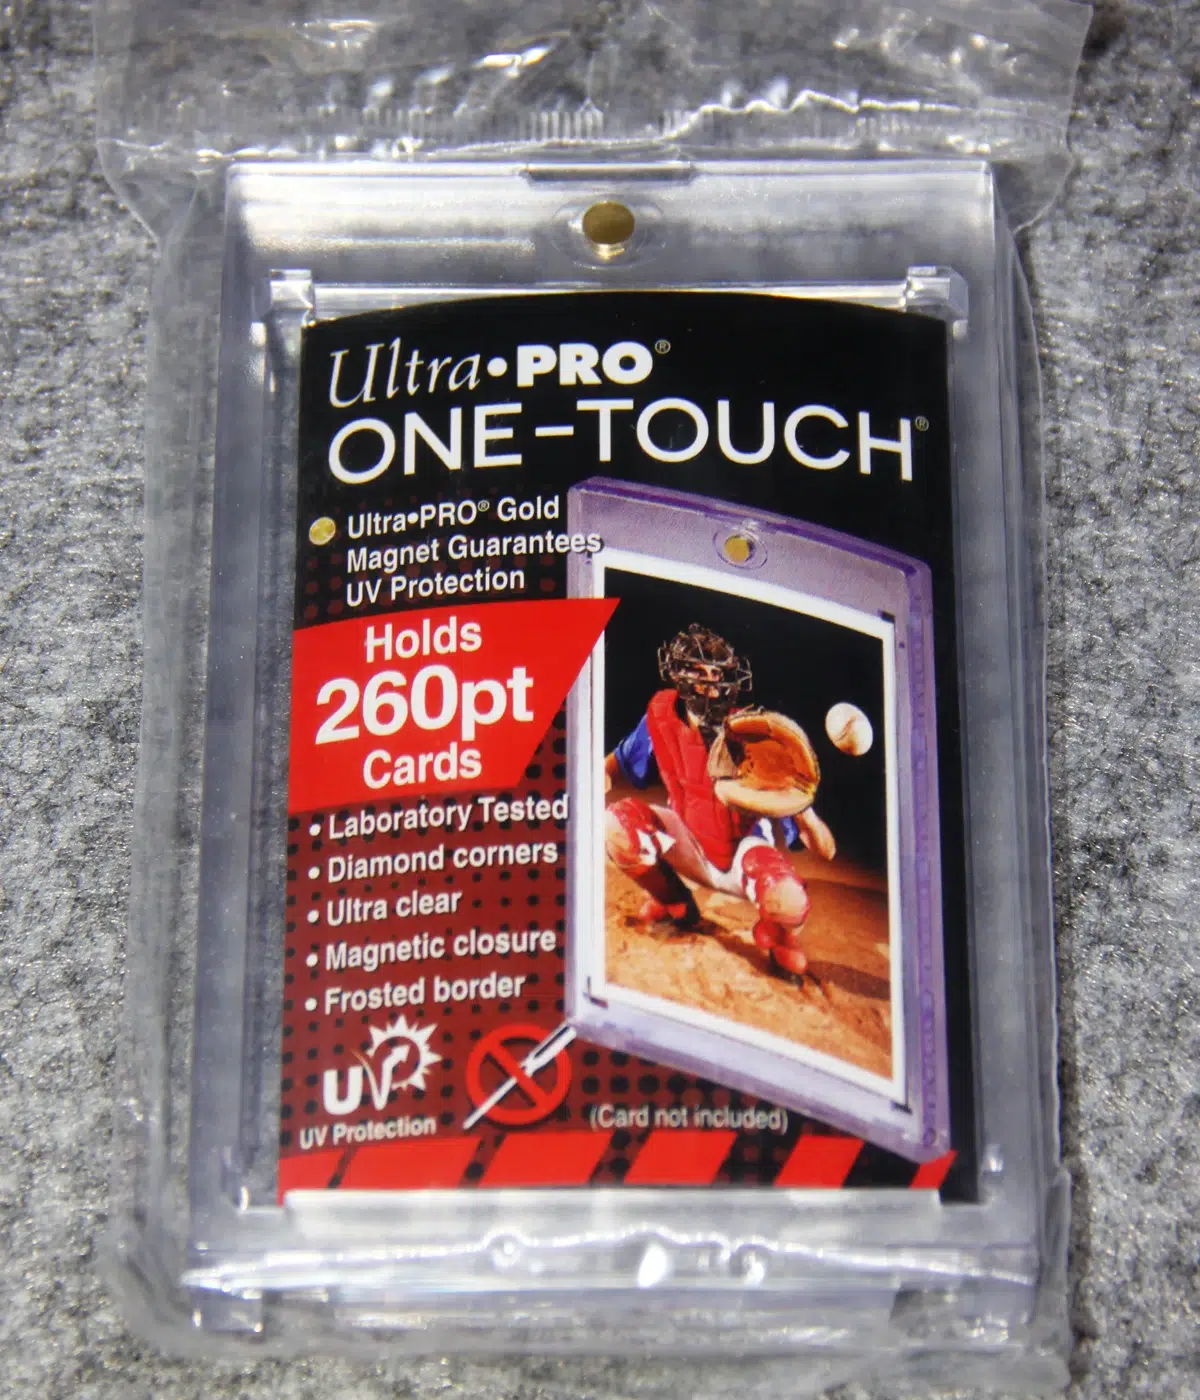 Ultra•PRO®
ONE-TOUCH®
Ultra•PRO® Gold
Magnet Guarantees
UV Protection
Holds
260pt
Cards
• Laboratory Tested
• Diamond corners
• Ultra clear
• Magnetic closure
• Frosted border
UV
UV Protection
(Card not included)